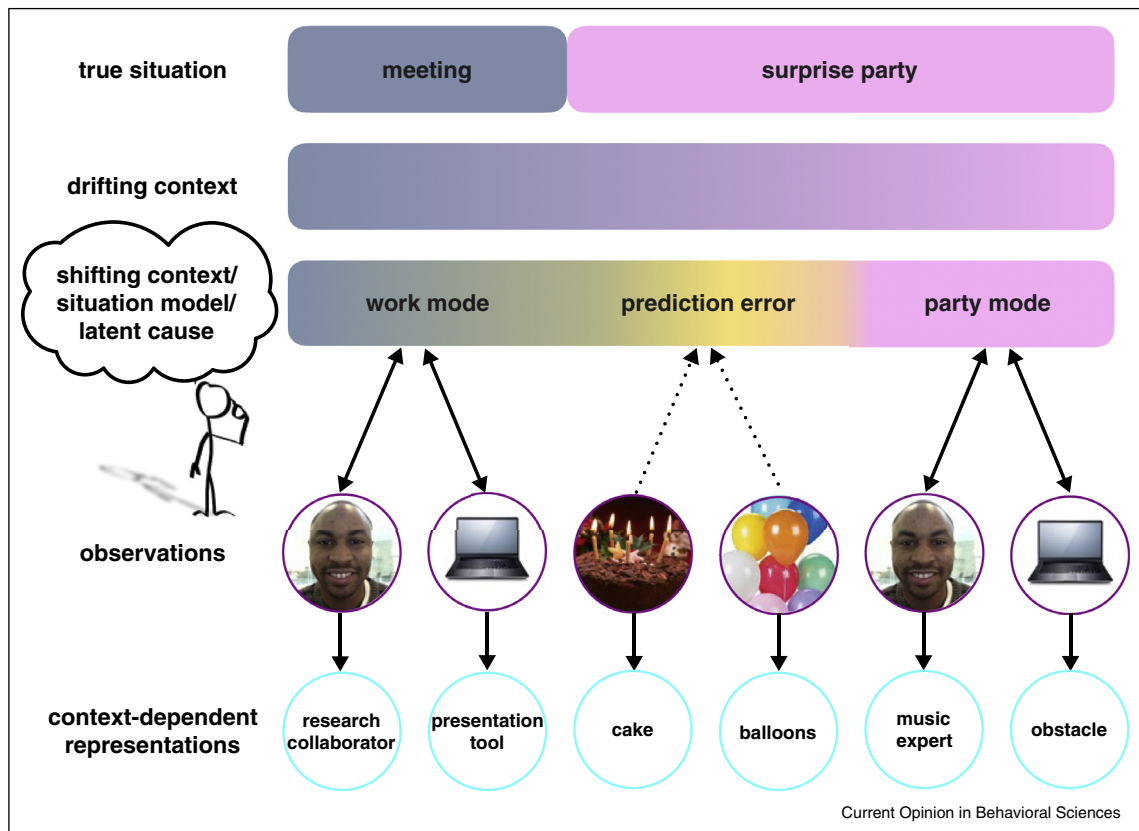 true situation
meeting
surprise party
drifting context
shifting context/
situation model/
latent cause
work mode
prediction error
party mode
observations
context-dependent
representations
research
collaborator
presentation
tool
cake
balloons
music
expert
obstacle
Current Opinion in Behavioral Sciences